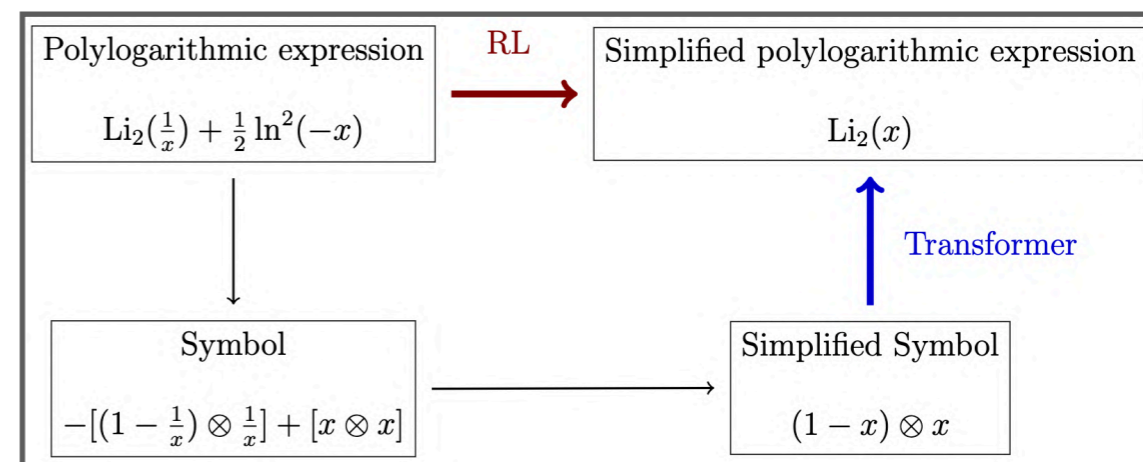 Polylogarithmic expression
Li₂(1/x) + 1/2 ln²(−x)
RL
Simplified polylogarithmic expression
Li₂(x)
Transformer
Symbol
−[(1 − 1/x) ⊗ 1/x] + [x ⊗ x]
Simplified Symbol
(1 − x) ⊗ x